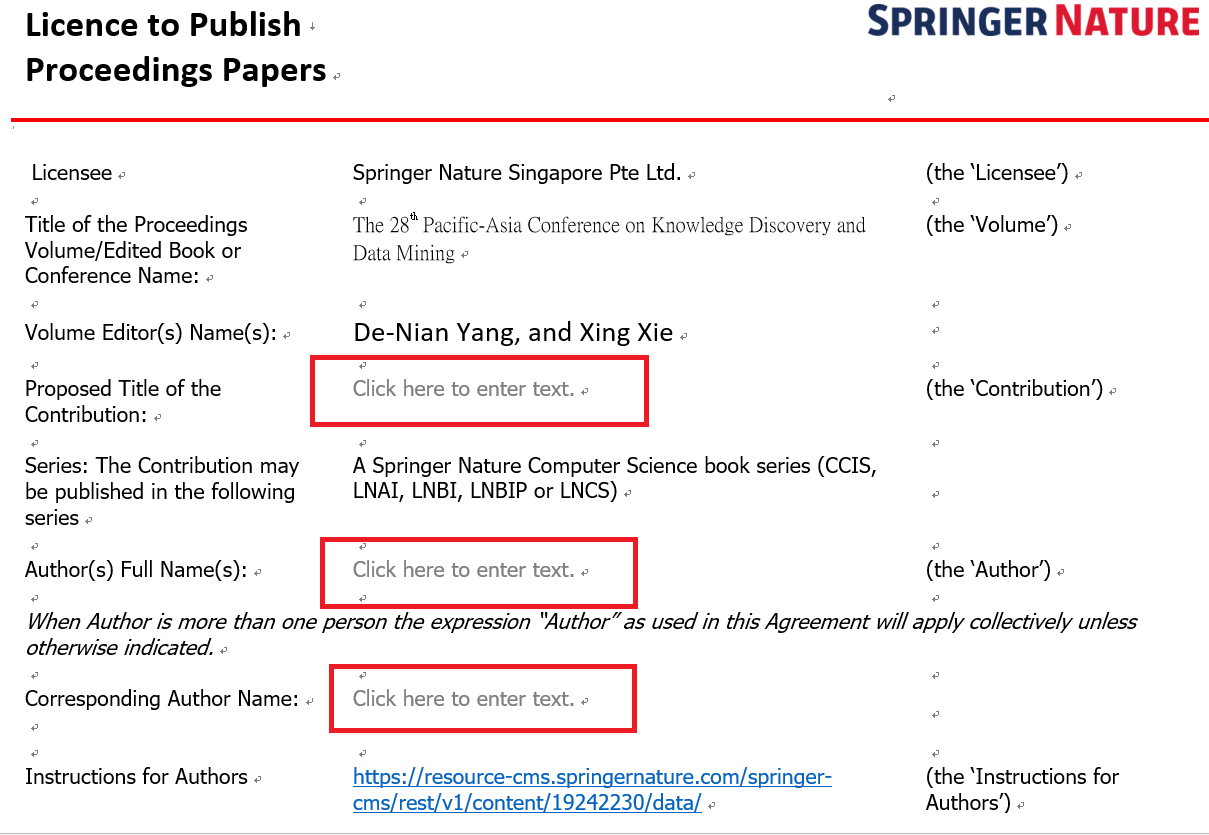 Licence to Publish
SPRINGER NATURE
Proceedings Papers
Licensee
Springer Nature Singapore Pte Ltd.
(the ‘Licensee’)
Title of the Proceedings
Volume/Edited Book or
Conference Name:
The 28th Pacific-Asia Conference on Knowledge Discovery and
Data Mining
(the ‘Volume’)
Volume Editor(s) Name(s):
De-Nian Yang, and Xing Xie
Proposed Title of the
Contribution:
Click here to enter text.
(the ‘Contribution’)
Series: The Contribution may
be published in the following
series
A Springer Nature Computer Science book series (CCIS,
LNAI, LNBI, LNBIP or LNCS)
Author(s) Full Name(s):
Click here to enter text.
(the ‘Author’)
When Author is more than one person the expression “Author” as used in this Agreement will apply collectively unless
otherwise indicated.
Corresponding Author Name:
Click here to enter text.
Instructions for Authors
https://resource-cms.springernature.com/springer-
cms/rest/v1/content/19242230/data/
(the ‘Instructions for
Authors’)